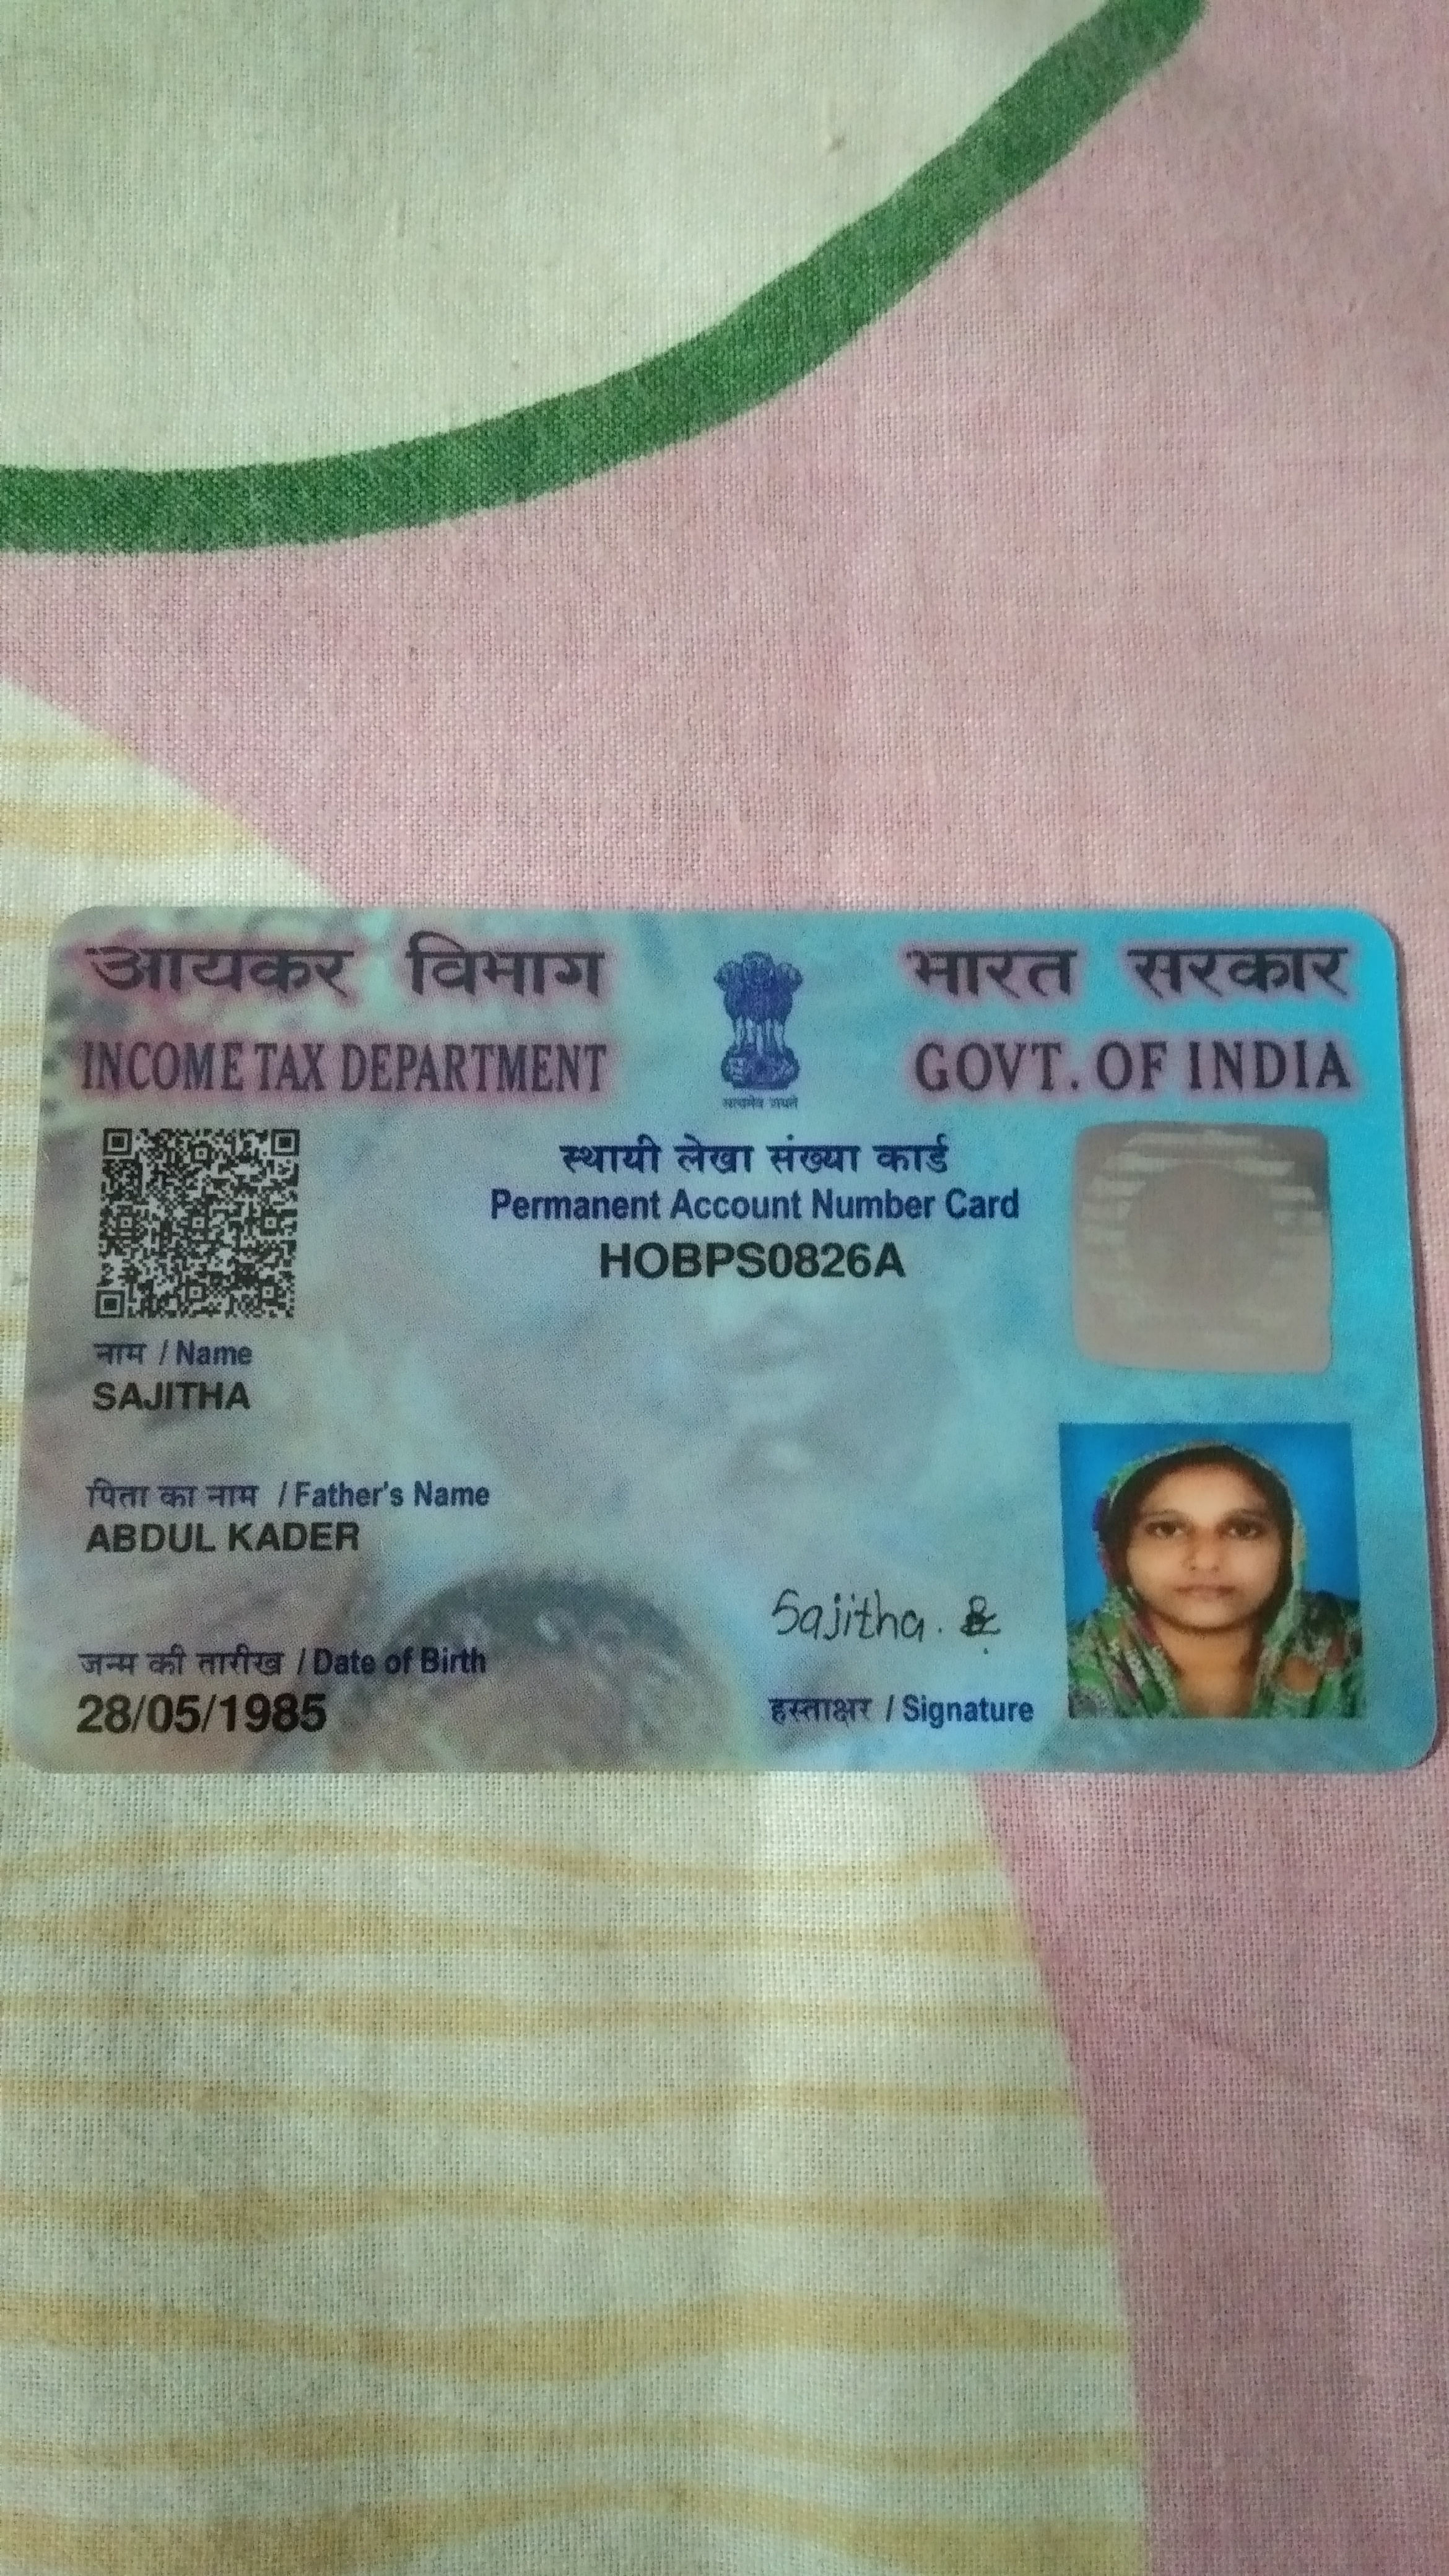 आयकर विभाग
INCOME TAX DEPARTMENT
भारत सरकार
GOVT. OF INDIA
सत्यमेव जयते
स्थायी लेखा संख्या कार्ड
Permanent Account Number Card
HOBPS0826A
नाम / Name
SAJITHA
पिता का नाम / Father's Name
ABDUL KADER
जन्म की तारीख / Date of Birth
28/05/1985
Sajitha.
हस्ताक्षर / Signature